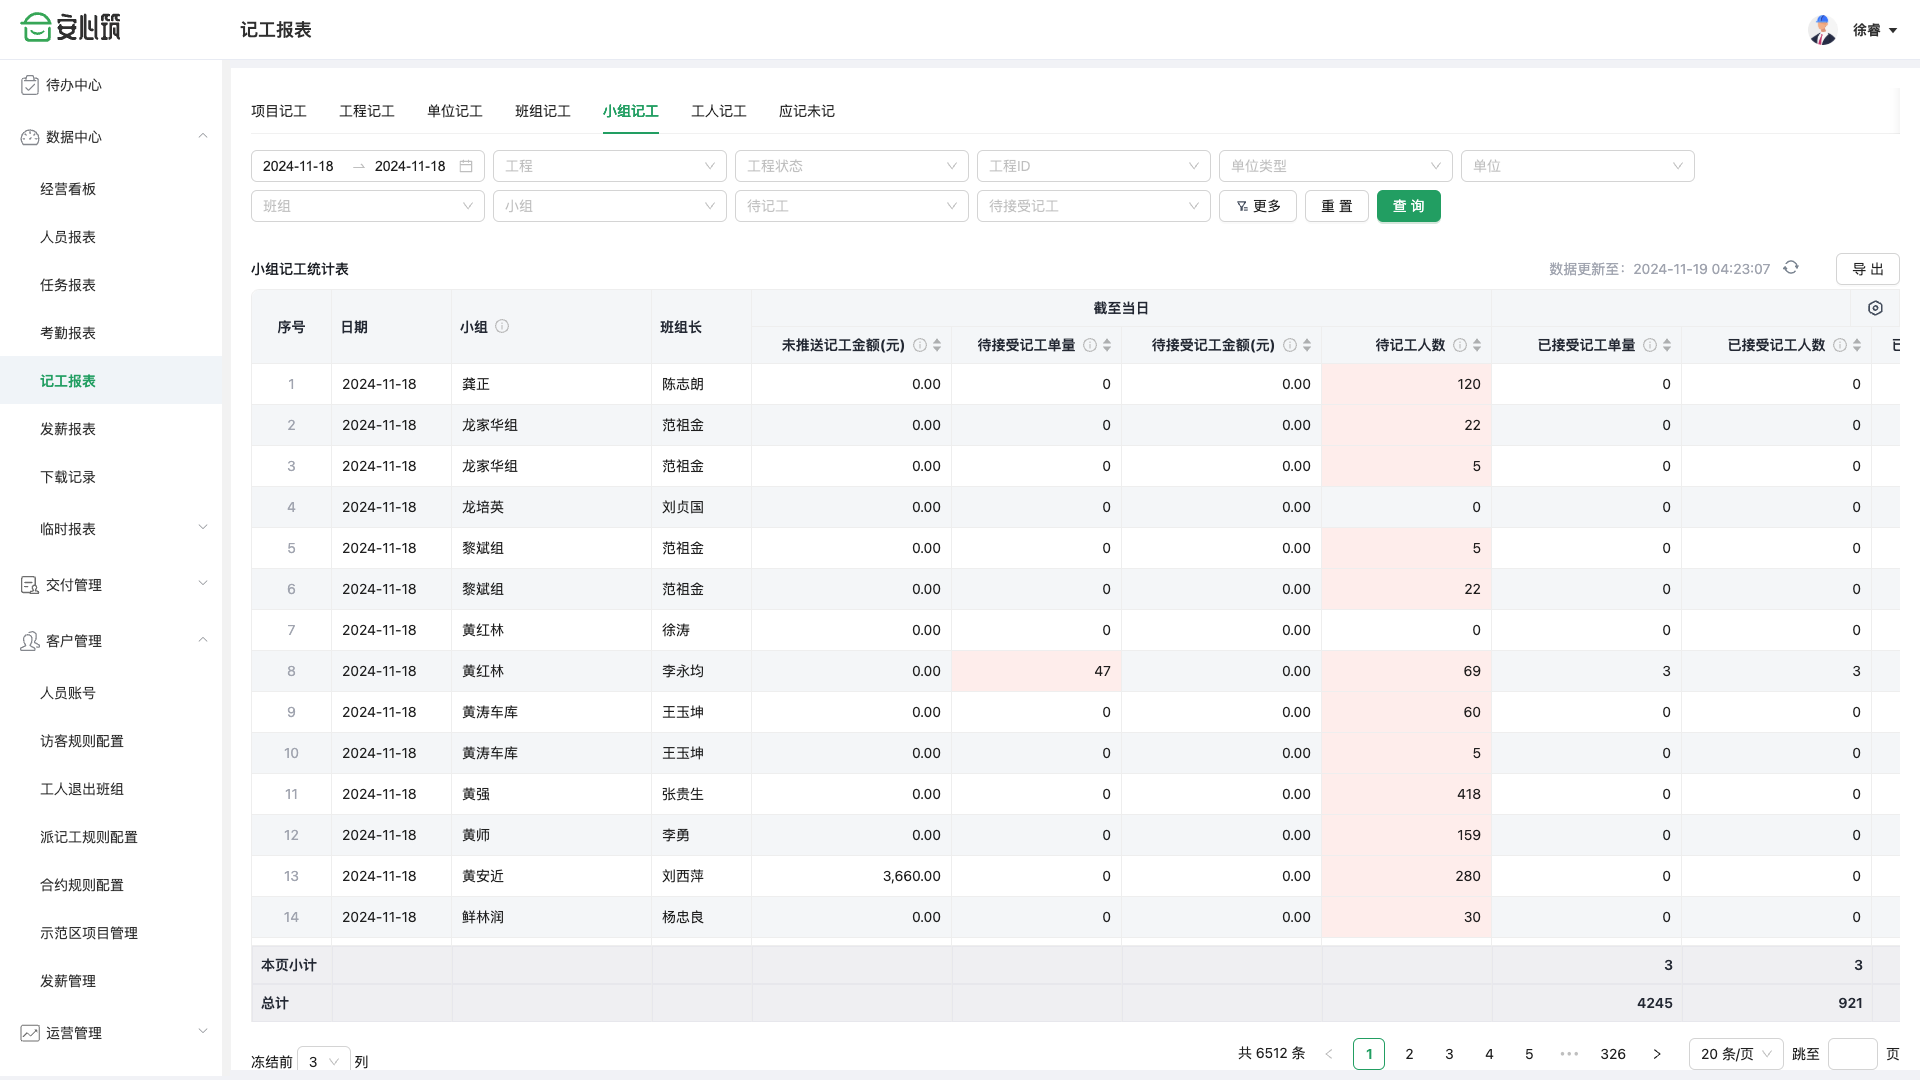 安心筑
记工报表
徐睿
待办中心
数据中心
经营看板
人员报表
任务报表
考勤报表
记工报表
发薪报表
下载记录
临时报表
交付管理
客户管理
人员账号
访客规则配置
工人退出班组
派记工规则配置
合约规则配置
示范区项目管理
发薪管理
运营管理
项目记工 工程记工 单位记工 班组记工 小组记工 工人记工 应记未记
2024-11-18 → 2024-11-18 工程 工程状态 工程ID 单位类型 单位
班组 小组 待记工 待接受记工 更多 重 置 查 询
小组记工统计表 数据更新至：2024-11-19 04:23:07 导 出
序号 日期 小组 班组长 截至当日
未推送记工金额(元) 待接受记工单量 待接受记工金额(元) 待记工人数 已接受记工单量 已接受记工人数 已
1 2024-11-18 龚正 陈志朗 0.00 0 0.00 120 0 0
2 2024-11-18 龙家华组 范祖金 0.00 0 0.00 22 0 0
3 2024-11-18 龙家华组 范祖金 0.00 0 0.00 5 0 0
4 2024-11-18 龙培英 刘贞国 0.00 0 0.00 0 0 0
5 2024-11-18 黎斌组 范祖金 0.00 0 0.00 5 0 0
6 2024-11-18 黎斌组 范祖金 0.00 0 0.00 22 0 0
7 2024-11-18 黄红林 徐涛 0.00 0 0.00 0 0 0
8 2024-11-18 黄红林 李永均 0.00 47 0.00 69 3 3
9 2024-11-18 黄涛车库 王玉坤 0.00 0 0.00 60 0 0
10 2024-11-18 黄涛车库 王玉坤 0.00 0 0.00 5 0 0
11 2024-11-18 黄强 张贵生 0.00 0 0.00 418 0 0
12 2024-11-18 黄师 李勇 0.00 0 0.00 159 0 0
13 2024-11-18 黄安近 刘西萍 3,660.00 0 0.00 280 0 0
14 2024-11-18 鲜林润 杨忠良 0.00 0 0.00 30 0 0
本页小计 3 3
总计 4245 921
冻结前 3 列 共 6512 条 < 1 2 3 4 5 ••• 326 > 20 条/页 跳至 页